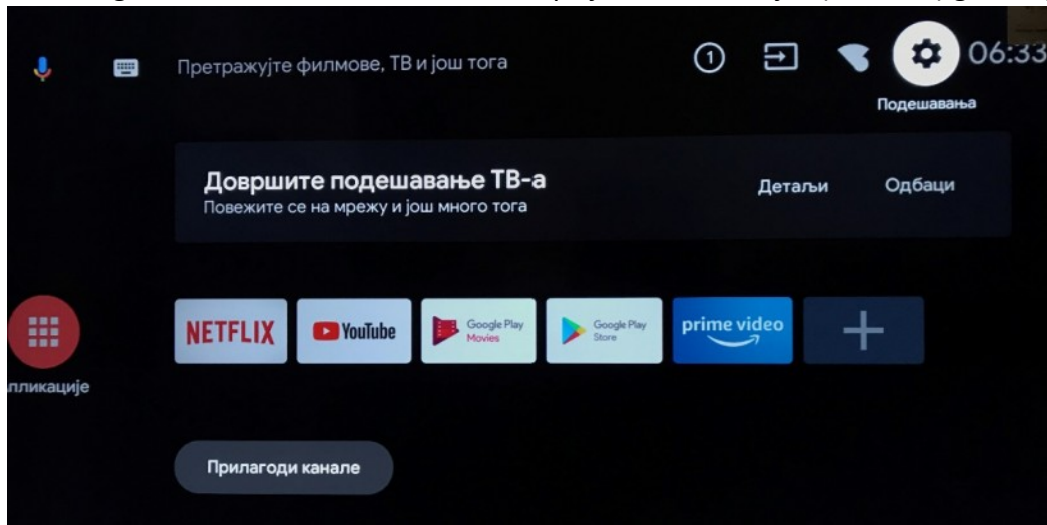 Претражујте филмове, ТВ и још тога
1
06:33
Подешавања
Довршите подешавање ТВ-а
Повежите се на мрежу и још много тога
Детаљи
Одбаци
NETFLIX
YouTube
Google Play
Movies
Google Play
Store
prime video
пликације
Прилагоди канале